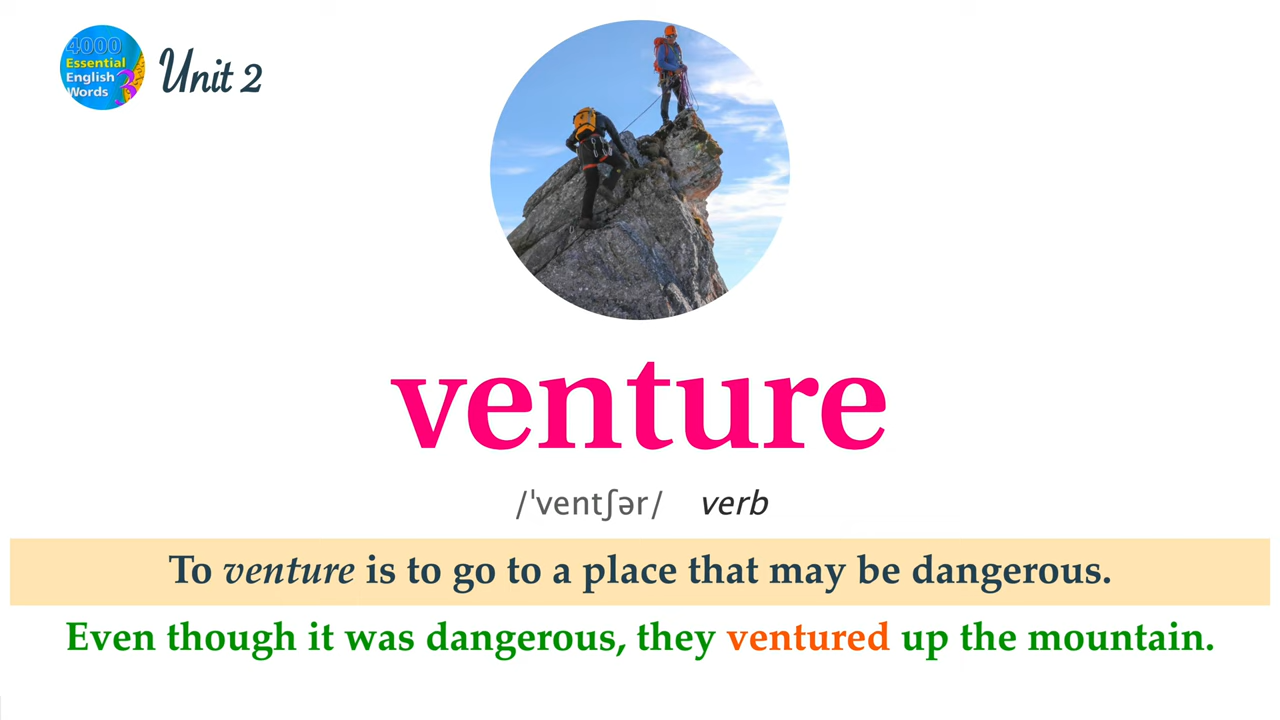 4000
Essential
English
Words 3
Unit 2
venture
/ˈventʃər/ verb
To venture is to go to a place that may be dangerous.
Even though it was dangerous, they ventured up the mountain.